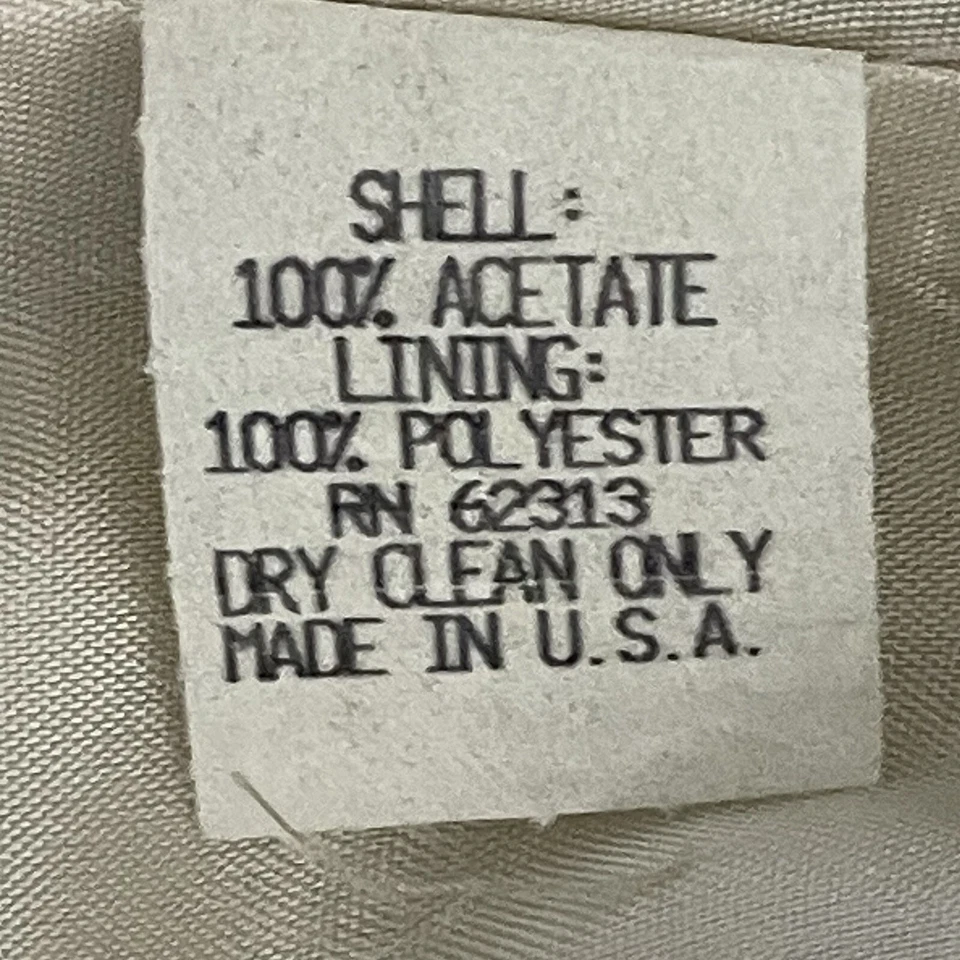 SHELL:
100% ACETATE
LINING:
100% POLYESTER
RN 62313
DRY CLEAN ONLY
MADE IN U.S.A.